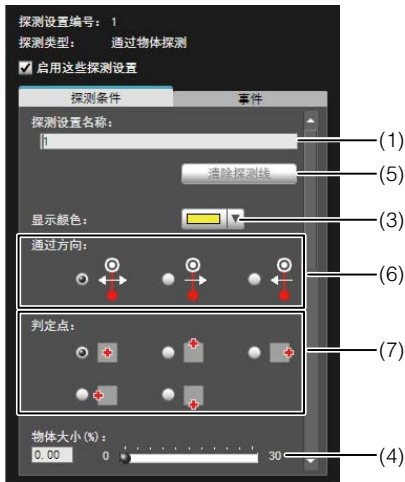 探测设置编号: 1
探测类型: 通过物体探测
启用这些探测设置
探测条件 事件
探测设置名称:
1 (1)
清除探测线 (5)
显示颜色: (3)
通过方向:
(6)
判定点:
(7)
物体大小(%):
0.00 0 30 (4)